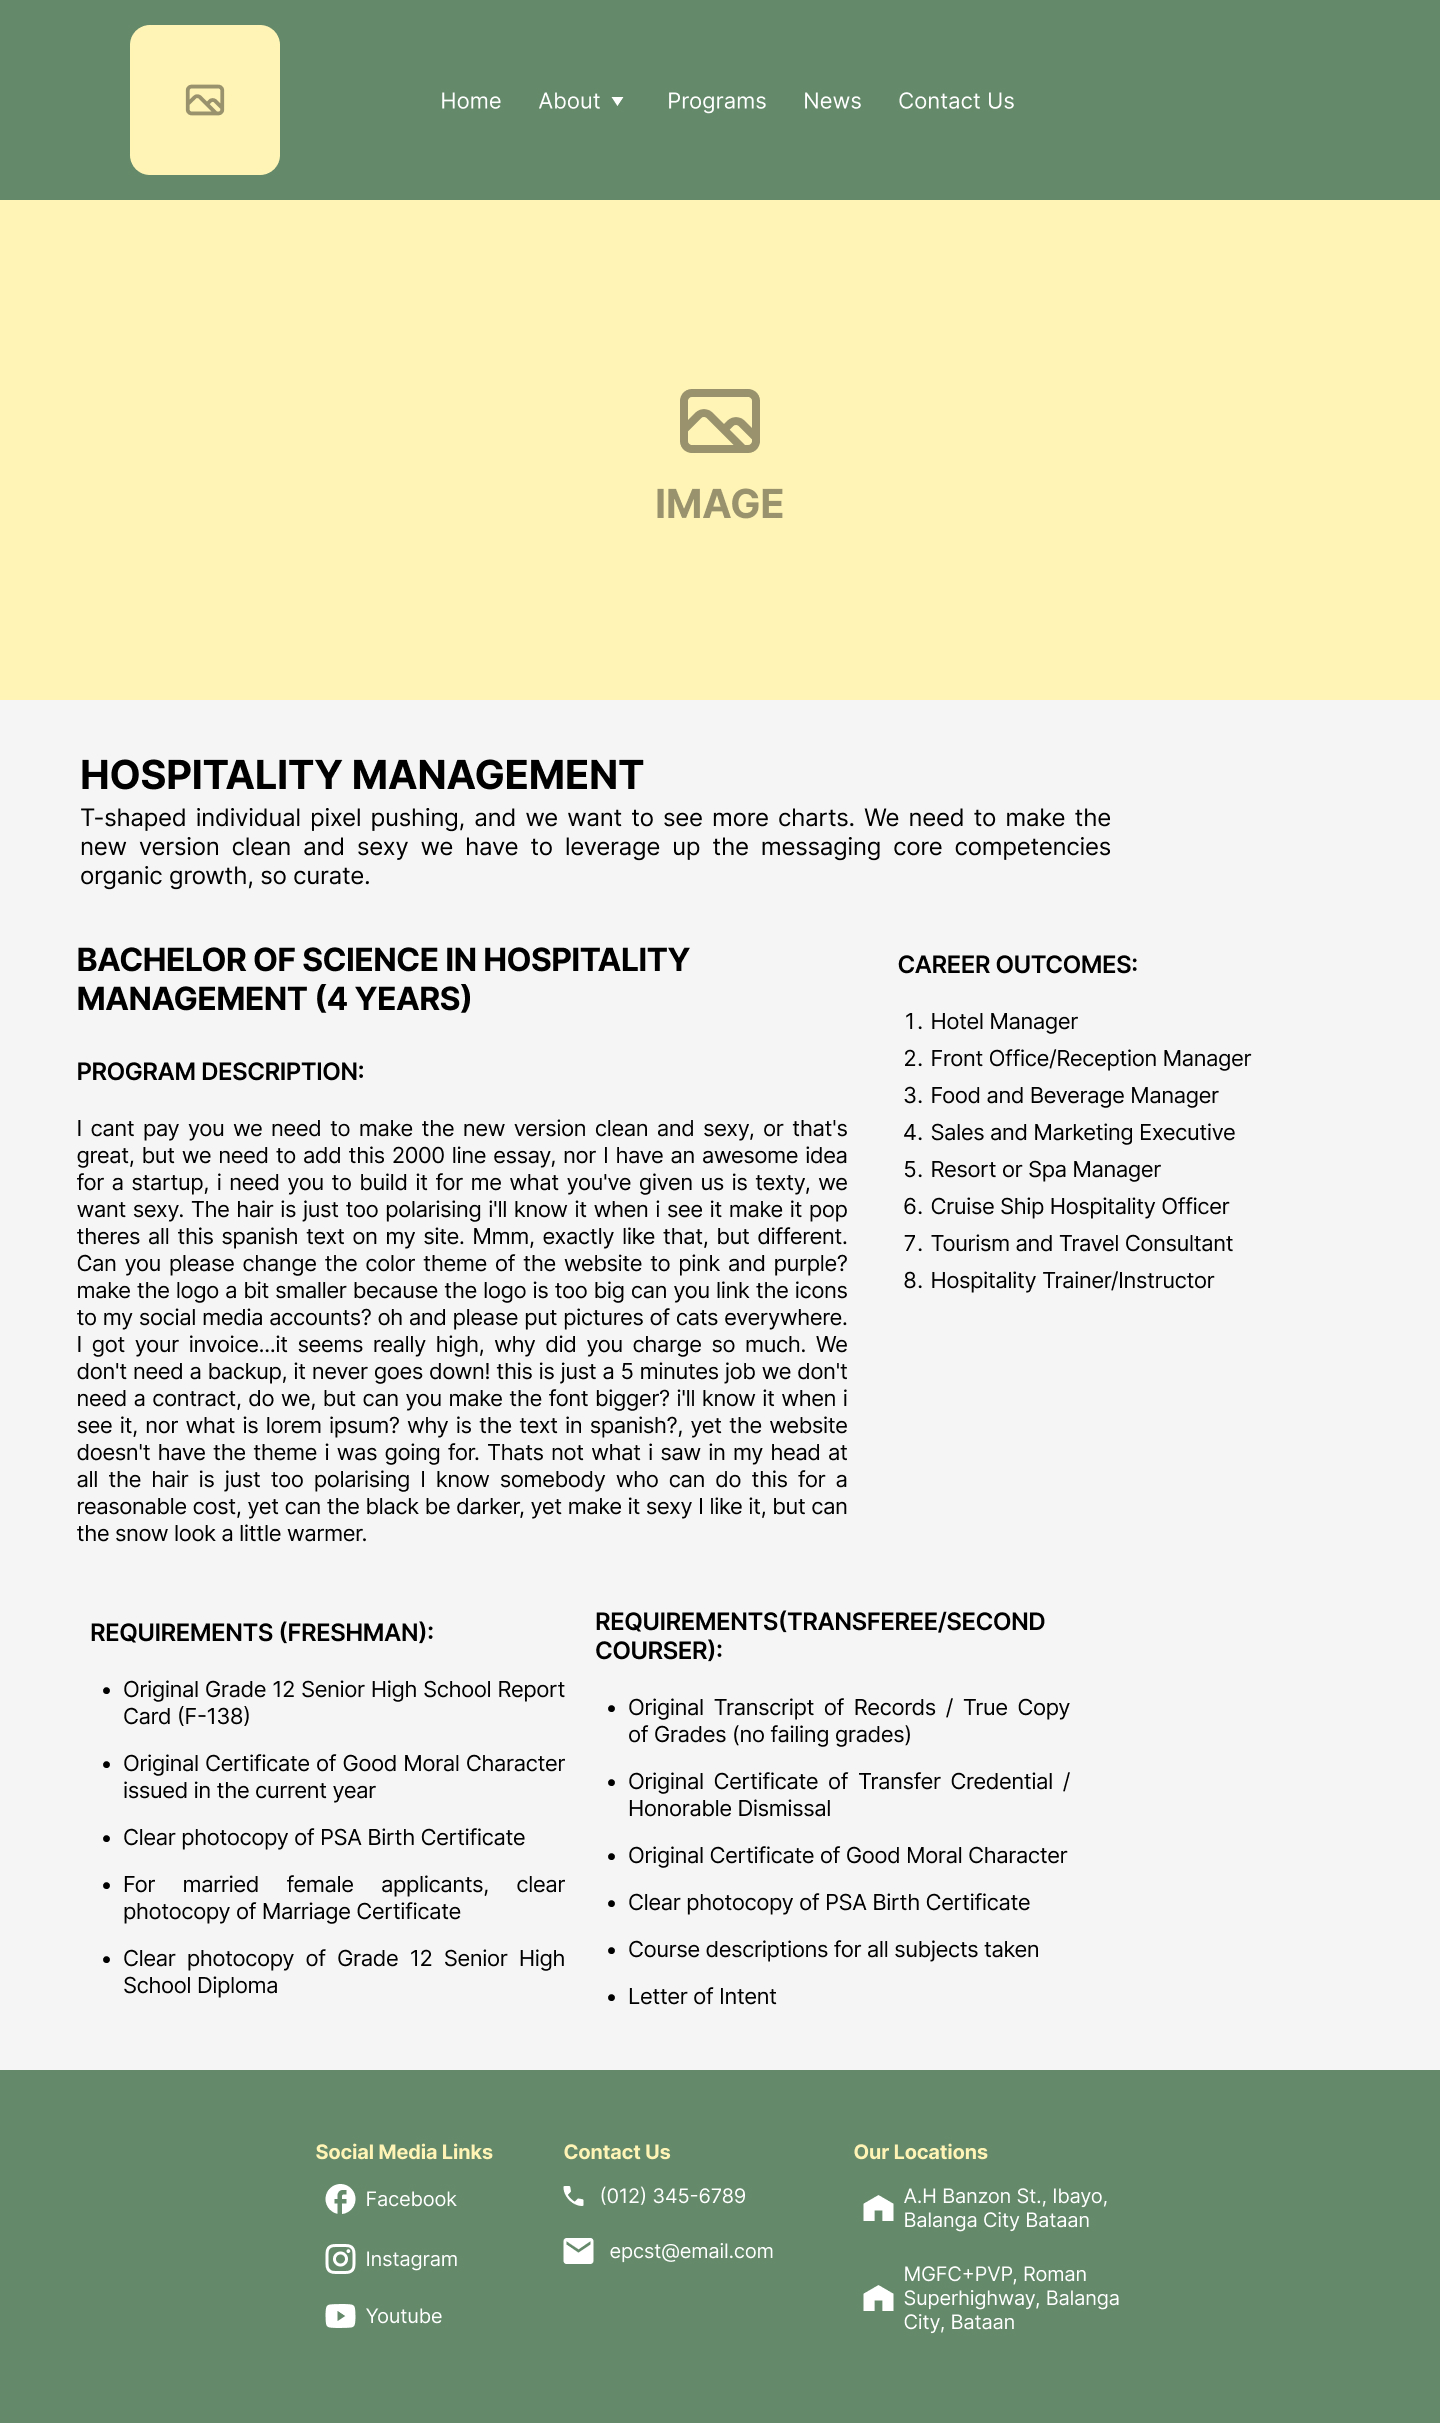 Home About Programs News Contact Us
IMAGE
HOSPITALITY MANAGEMENT
T-shaped individual pixel pushing, and we want to see more charts. We need to make the
new version clean and sexy we have to leverage up the messaging core competencies
organic growth, so curate.
BACHELOR OF SCIENCE IN HOSPITALITY
MANAGEMENT (4 YEARS)
PROGRAM DESCRIPTION:
I cant pay you we need to make the new version clean and sexy, or that's
great, but we need to add this 2000 line essay, nor I have an awesome idea
for a startup, i need you to build it for me what you've given us is texty, we
want sexy. The hair is just too polarising i'll know it when i see it make it pop
theres all this spanish text on my site. Mmm, exactly like that, but different.
Can you please change the color theme of the website to pink and purple?
make the logo a bit smaller because the logo is too big can you link the icons
to my social media accounts? oh and please put pictures of cats everywhere.
I got your invoice...it seems really high, why did you charge so much. We
don't need a backup, it never goes down! this is just a 5 minutes job we don't
need a contract, do we, but can you make the font bigger? i'll know it when i
see it, nor what is lorem ipsum? why is the text in spanish?, yet the website
doesn't have the theme i was going for. Thats not what i saw in my head at
all the hair is just too polarising I know somebody who can do this for a
reasonable cost, yet can the black be darker, yet make it sexy I like it, but can
the snow look a little warmer.
CAREER OUTCOMES:
1. Hotel Manager
2. Front Office/Reception Manager
3. Food and Beverage Manager
4. Sales and Marketing Executive
5. Resort or Spa Manager
6. Cruise Ship Hospitality Officer
7. Tourism and Travel Consultant
8. Hospitality Trainer/Instructor
REQUIREMENTS (FRESHMAN):
• Original Grade 12 Senior High School Report
Card (F-138)
• Original Certificate of Good Moral Character
issued in the current year
• Clear photocopy of PSA Birth Certificate
• For married female applicants, clear
photocopy of Marriage Certificate
• Clear photocopy of Grade 12 Senior High
School Diploma
REQUIREMENTS(TRANSFEREE/SECOND
COURSER):
• Original Transcript of Records / True Copy
of Grades (no failing grades)
• Original Certificate of Transfer Credential /
Honorable Dismissal
• Original Certificate of Good Moral Character
• Clear photocopy of PSA Birth Certificate
• Course descriptions for all subjects taken
• Letter of Intent
Social Media Links
Facebook
Instagram
Youtube
Contact Us
(012) 345-6789
epcst@email.com
Our Locations
A.H Banzon St., Ibayo,
Balanga City Bataan
MGFC+PVP, Roman
Superhighway, Balanga
City, Bataan